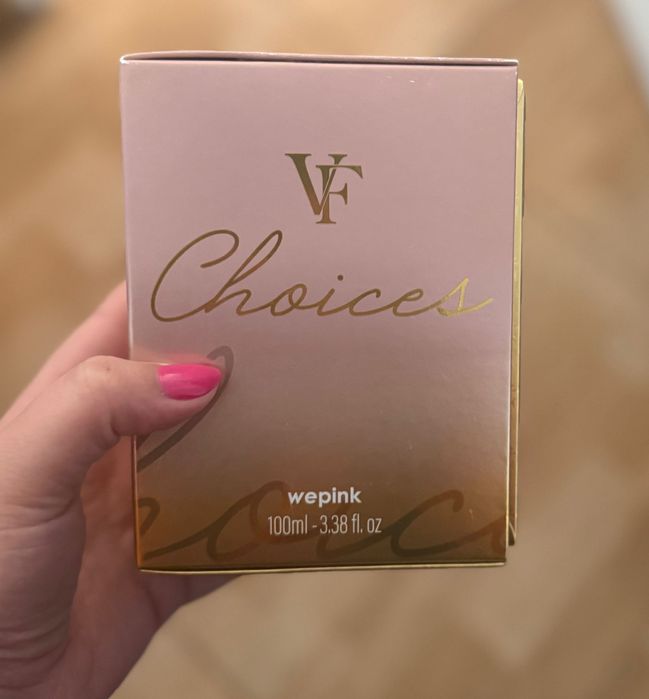 VF
Choices
wepink
100ml - 3.38 fl. oz